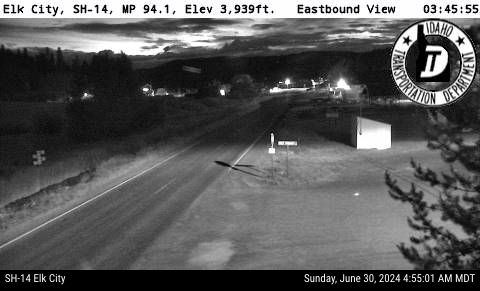 Elk City, SH-14, MP 94.1, Elev 3,939ft. Eastbound View 03:45:55
IDAHO
TRANSPORTATION DEPARTMENT
SH-14 Elk City Sunday, June 30, 2024 4:55:01 AM MDT